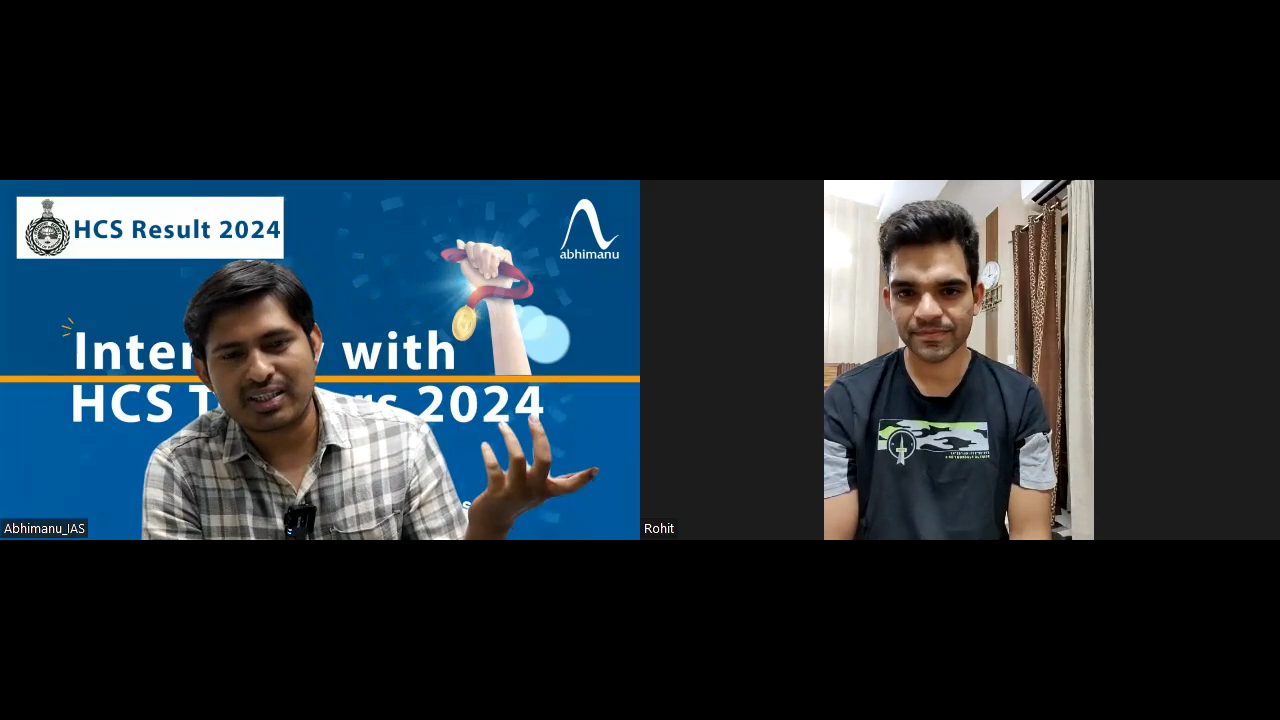 HCS Result 2024
abhimanu
Inter with
HCS T rs 2024
s
Abhimanu_IAS
Rohit